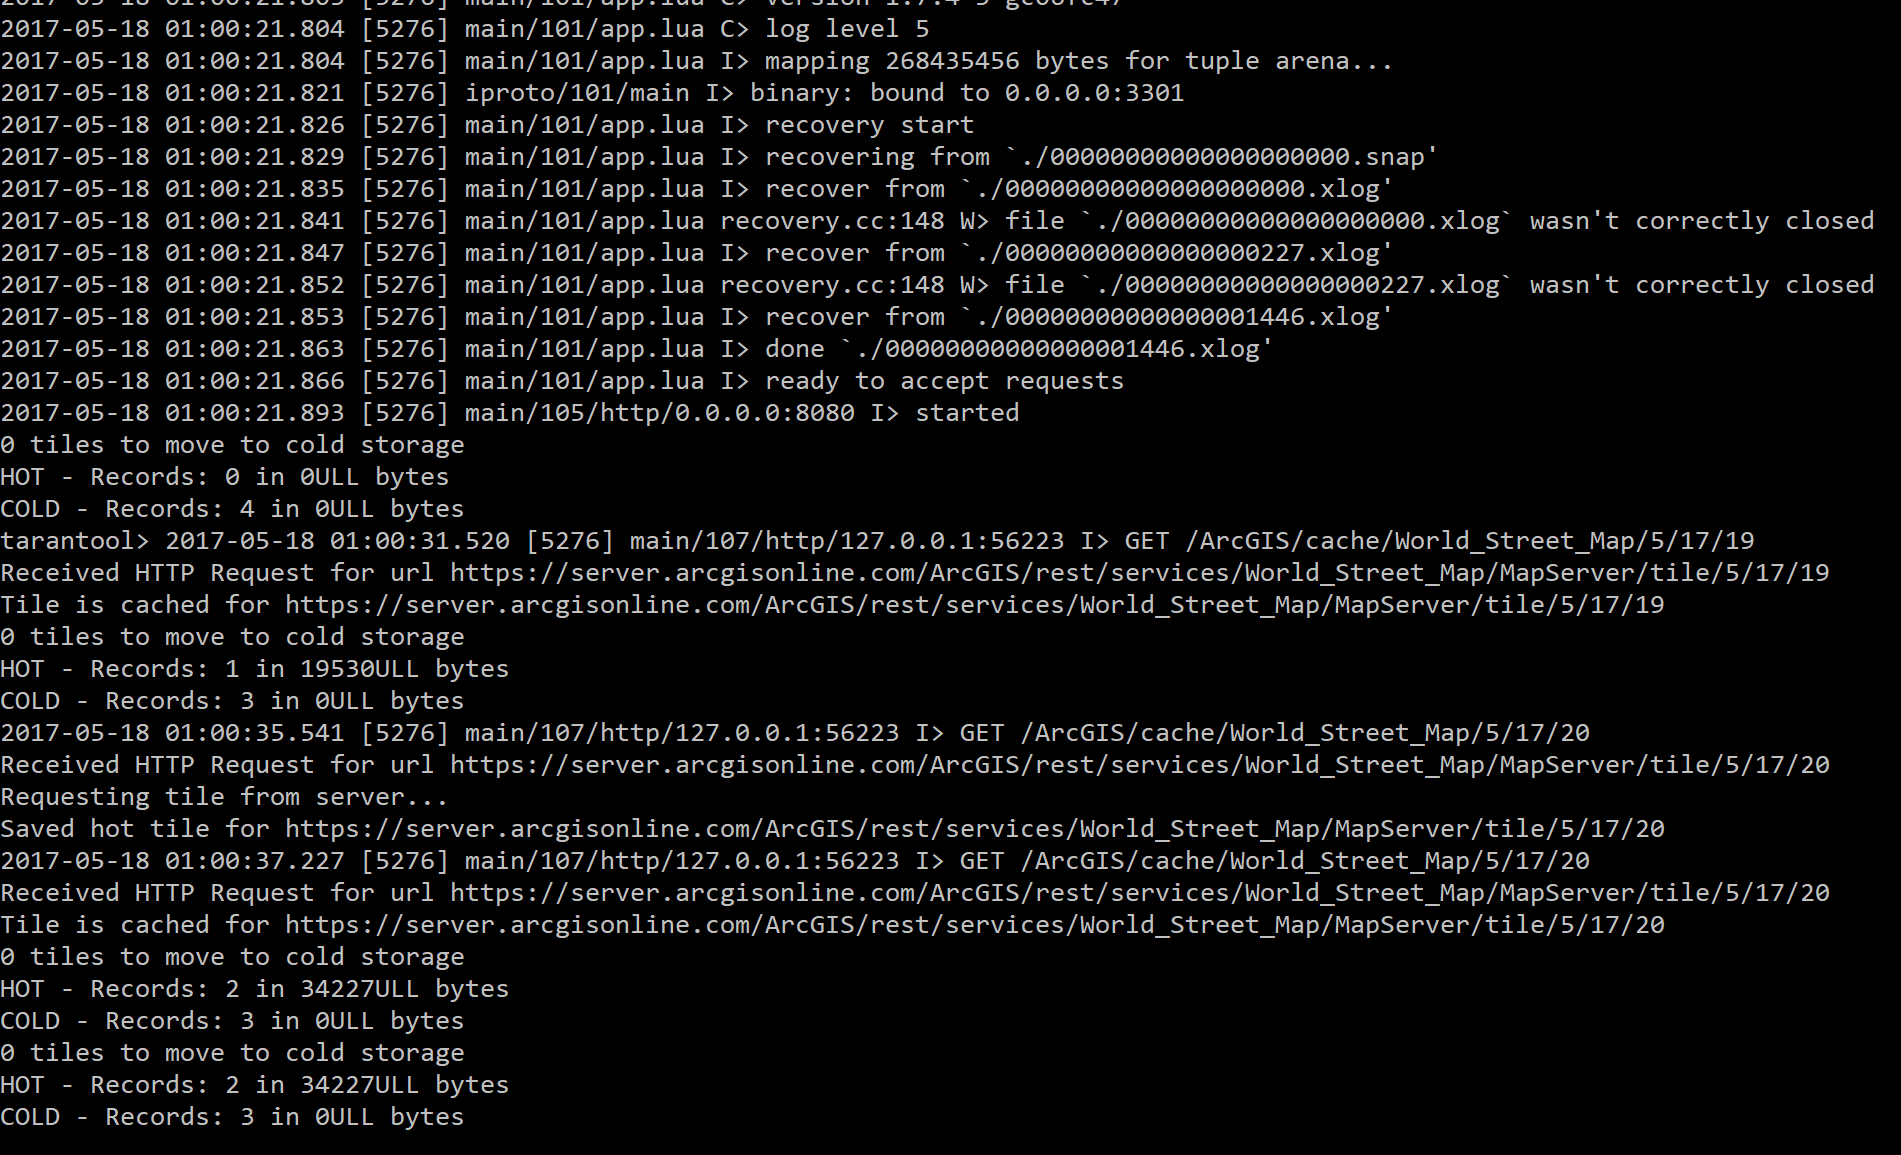 2017-05-18 01:00:21.803 [5276] main/101/app.lua C> version 1.7.4-5
2017-05-18 01:00:21.804 [5276] main/101/app.lua C> log level 5
2017-05-18 01:00:21.804 [5276] main/101/app.lua I> mapping 268435456 bytes for tuple arena...
2017-05-18 01:00:21.821 [5276] iproto/101/main I> binary: bound to 0.0.0.0:3301
2017-05-18 01:00:21.826 [5276] main/101/app.lua I> recovery start
2017-05-18 01:00:21.829 [5276] main/101/app.lua I> recovering from `./00000000000000000000.snap'
2017-05-18 01:00:21.835 [5276] main/101/app.lua I> recover from `./00000000000000000000.xlog'
2017-05-18 01:00:21.841 [5276] main/101/app.lua recovery.cc:148 W> file `./00000000000000000000.xlog` wasn't correctly closed
2017-05-18 01:00:21.847 [5276] main/101/app.lua I> recover from `./00000000000000000227.xlog'
2017-05-18 01:00:21.852 [5276] main/101/app.lua recovery.cc:148 W> file `./00000000000000000227.xlog` wasn't correctly closed
2017-05-18 01:00:21.853 [5276] main/101/app.lua I> recover from `./00000000000000001446.xlog'
2017-05-18 01:00:21.863 [5276] main/101/app.lua I> done `./00000000000000001446.xlog'
2017-05-18 01:00:21.866 [5276] main/101/app.lua I> ready to accept requests
2017-05-18 01:00:21.893 [5276] main/105/http/0.0.0.0:8080 I> started
0 tiles to move to cold storage
HOT - Records: 0 in 0ULL bytes
COLD - Records: 4 in 0ULL bytes
tarantool> 2017-05-18 01:00:31.520 [5276] main/107/http/127.0.0.1:56223 I> GET /ArcGIS/cache/World_Street_Map/5/17/19
Received HTTP Request for url https://server.arcgisonline.com/ArcGIS/rest/services/World_Street_Map/MapServer/tile/5/17/19
Tile is cached for https://server.arcgisonline.com/ArcGIS/rest/services/World_Street_Map/MapServer/tile/5/17/19
0 tiles to move to cold storage
HOT - Records: 1 in 19530ULL bytes
COLD - Records: 3 in 0ULL bytes
2017-05-18 01:00:35.541 [5276] main/107/http/127.0.0.1:56223 I> GET /ArcGIS/cache/World_Street_Map/5/17/20
Received HTTP Request for url https://server.arcgisonline.com/ArcGIS/rest/services/World_Street_Map/MapServer/tile/5/17/20
Requesting tile from server...
Saved hot tile for https://server.arcgisonline.com/ArcGIS/rest/services/World_Street_Map/MapServer/tile/5/17/20
2017-05-18 01:00:37.227 [5276] main/107/http/127.0.0.1:56223 I> GET /ArcGIS/cache/World_Street_Map/5/17/20
Received HTTP Request for url https://server.arcgisonline.com/ArcGIS/rest/services/World_Street_Map/MapServer/tile/5/17/20
Tile is cached for https://server.arcgisonline.com/ArcGIS/rest/services/World_Street_Map/MapServer/tile/5/17/20
0 tiles to move to cold storage
HOT - Records: 2 in 34227ULL bytes
COLD - Records: 3 in 0ULL bytes
0 tiles to move to cold storage
HOT - Records: 2 in 34227ULL bytes
COLD - Records: 3 in 0ULL bytes